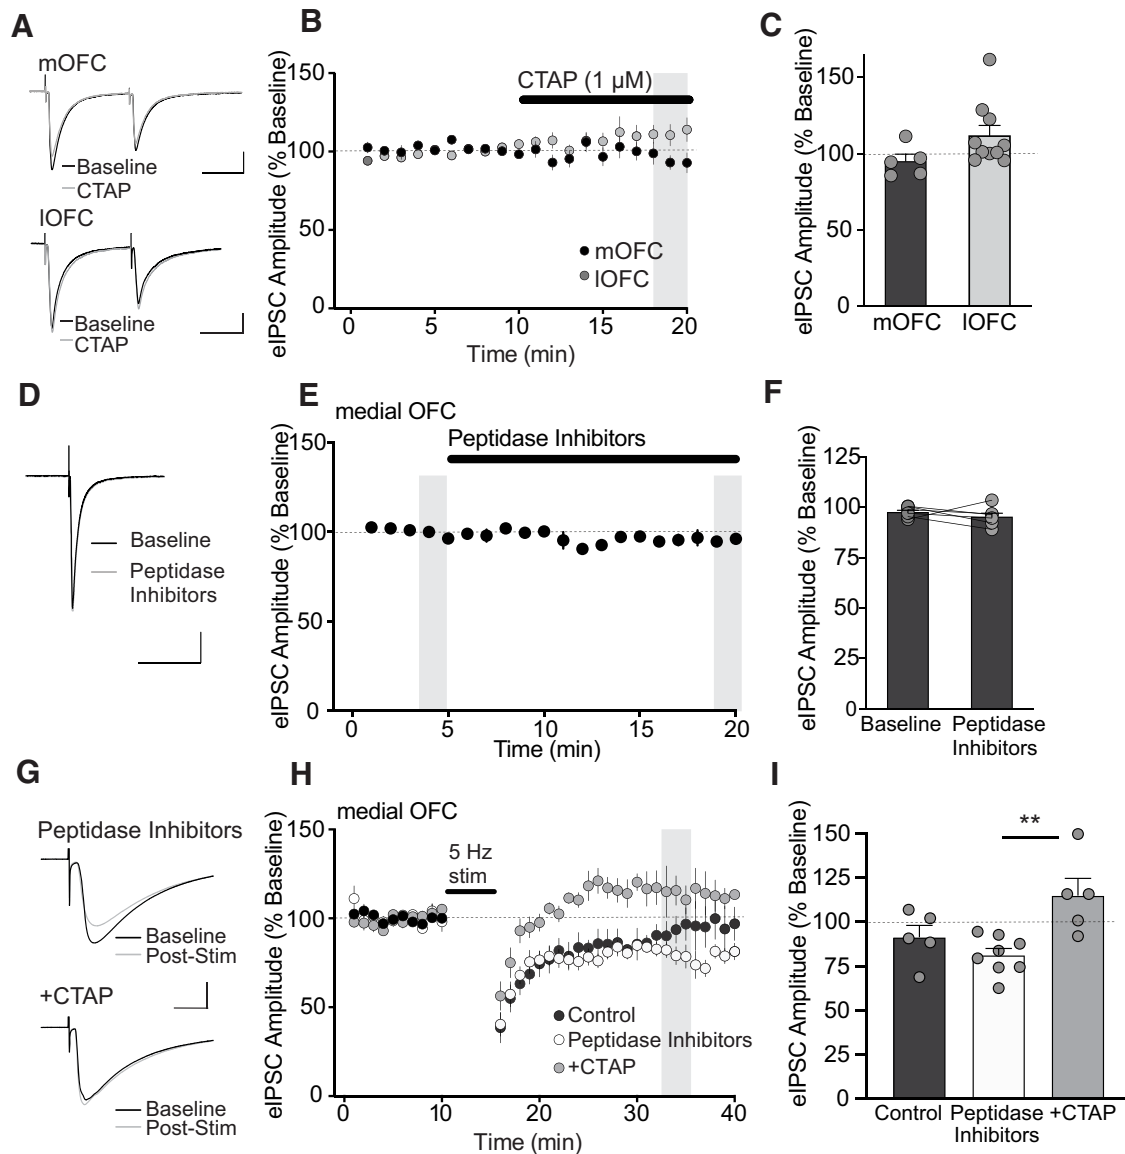 A
mOFC
Baseline
CTAP
lOFC
Baseline
CTAP
B
eIPSC Amplitude (% Baseline)
150
100
50
0
CTAP (1 µM)
mOFC
lOFC
0 5 10 15 20
Time (min)
C
eIPSC Amplitude (% Baseline)
150
100
50
0
mOFC lOFC
D
Baseline
Peptidase
Inhibitors
E
medial OFC
Peptidase Inhibitors
eIPSC Amplitude (% Baseline)
150
100
50
0
0 5 10 15 20
Time (min)
F
eIPSC Amplitude (% Baseline)
125
100
75
50
25
0
Baseline Peptidase
Inhibitors
G
Peptidase Inhibitors
Baseline
Post-Stim
+CTAP
Baseline
Post-Stim
H
medial OFC
eIPSC Amplitude (% Baseline)
150
100
50
0
5 Hz
stim
Control
Peptidase Inhibitors
+CTAP
0 10 20 30 40
Time (min)
I
eIPSC Amplitude (% Baseline)
150
125
100
75
50
25
0
**
Control Peptidase +CTAP
Inhibitors